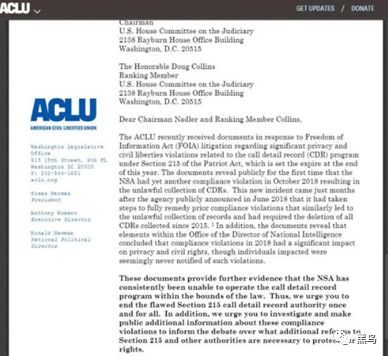 ACLU
GET UPDATES / DONATE
Chairman
U.S. House Committee on the Judiciary
2138 Rayburn House Office Building
Washington, D.C. 20515
The Honorable Doug Collins
Ranking Member
U.S. House Committee on the Judiciary
2138 Rayburn House Office Building
Washington, D.C. 20515
ACLU
AMERICAN CIVIL LIBERTIES UNION
Washington Legislative
Office
915 15th Street, 6th FL
Washington DC 20005
T: 202-544-1681
aclu.org
Susan Herman
President
Anthony Romero
Executive Director
Ronald Newman
National Political
Director
Dear Chairman Nadler and Ranking Member Collins,
The ACLU recently received documents in response to Freedom of
Information Act (FOIA) litigation regarding significant privacy and
civil liberties violations related to the call detail record (CDR) program
under Section 215 of the Patriot Act, which is set the expire at the end
of this year. The documents reveal publicly for the first time that the
NSA had yet another compliance violation in October 2018 resulting in
the unlawful collection of CDRs. This new incident came just months
after the agency publicly announced in June 2018 that it had taken
steps to fully remedy prior compliance violations that similarly led to
the unlawful collection of records and had required the deletion of all
CDRs collected since 2015. 1 In addition, the documents reveal that
elements within the Office of the Director of National Intelligence
concluded that compliance violations in 2018 had a significant impact
on privacy and civil rights, though individuals impacted were
seemingly never notified of such violations.
These documents provide further evidence that the NSA has
consistently been unable to operate the call detail record
program within the bounds of the law. Thus, we urge you to
end the flawed Section 215 call detail record authority once
and for all. In addition, we urge you to investigate and make
public additional information about these compliance
violations to inform the debate over what additional
Section 215 and other authorities are necessary to
rights.
黑鸟